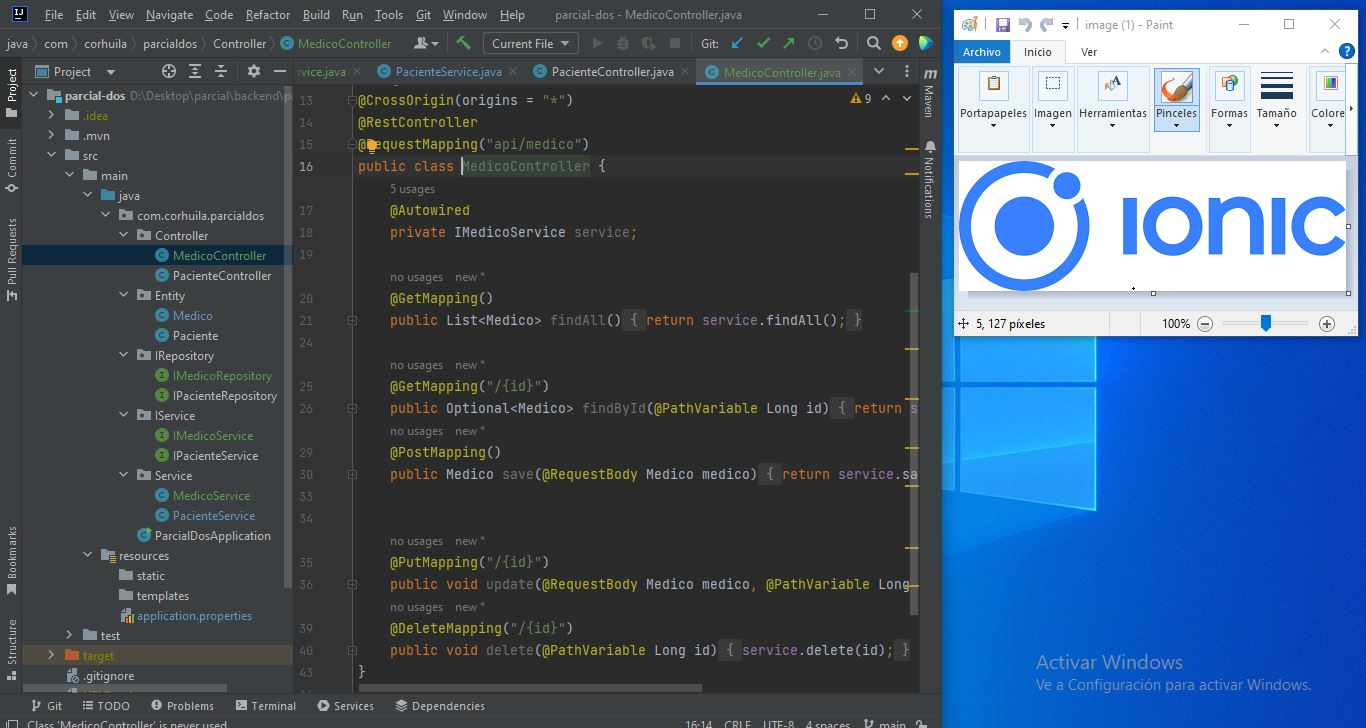 File Edit View Navigate Code Refactor Build Run Tools Git Window Help parcial-dos - MedicoController.java
java com corhuila parcialdos Controller MedicoController Current File Git:
Project
rvice.java PacienteService.java PacienteController.java MedicoController.java
Project
Commit
Pull Requests
Bookmarks
Structure
parcial-dos D:\Desktop\parcial\backend\p
.idea
.mvn
src
main
java
com.corhuila.parcialdos
Controller
MedicoController
PacienteController
Entity
Medico
Paciente
IRepository
IMedicoRepository
IPacienteRepository
IService
IMedicoService
IPacienteService
Service
MedicoService
PacienteService
ParcialDosApplication
resources
static
templates
application.properties
test
target
.gitignore
9
13 @CrossOrigin(origins = "*")
14 @RestController
15 @RequestMapping("api/medico")
16 public class MedicoController {
5 usages
17 @Autowired
18 private IMedicoService service;
19
no usages new *
20 @GetMapping()
21 public List<Medico> findAll() { return service.findAll(); }
24
no usages new *
25 @GetMapping("/{id}")
26 public Optional<Medico> findById(@PathVariable Long id) { return s
no usages new *
29 @PostMapping()
30 public Medico save(@RequestBody Medico medico) { return service.sa
33
34
no usages new *
35 @PutMapping("/{id}")
36 public void update(@RequestBody Medico medico, @PathVariable Long
no usages new *
39 @DeleteMapping("/{id}")
40 public void delete(@PathVariable Long id) { service.delete(id); }
43 }
Maven
Notifications
Git TODO Problems Terminal Services Dependencies
Class 'MedicoController' is never used 16:14 CRLF UTF-8 4 spaces main
image (1) - Paint
Archivo Inicio Ver
Portapapeles Imagen Herramientas Pinceles Formas Tamaño Colore
ionic
5, 127 píxeles 100%
Activar Windows
Ve a Configuración para activar Windows.